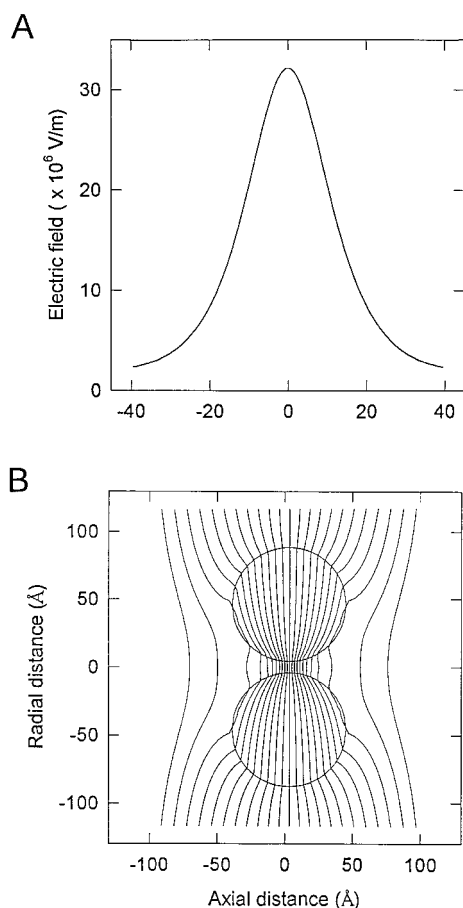 A
Electric field ( x 10⁶ V/m)
30
20
10
0
-40 -20 0 20 40
B
Radial distance (Å)
100
50
0
-50
-100
-100 -50 0 50 100
Axial distance (Å)